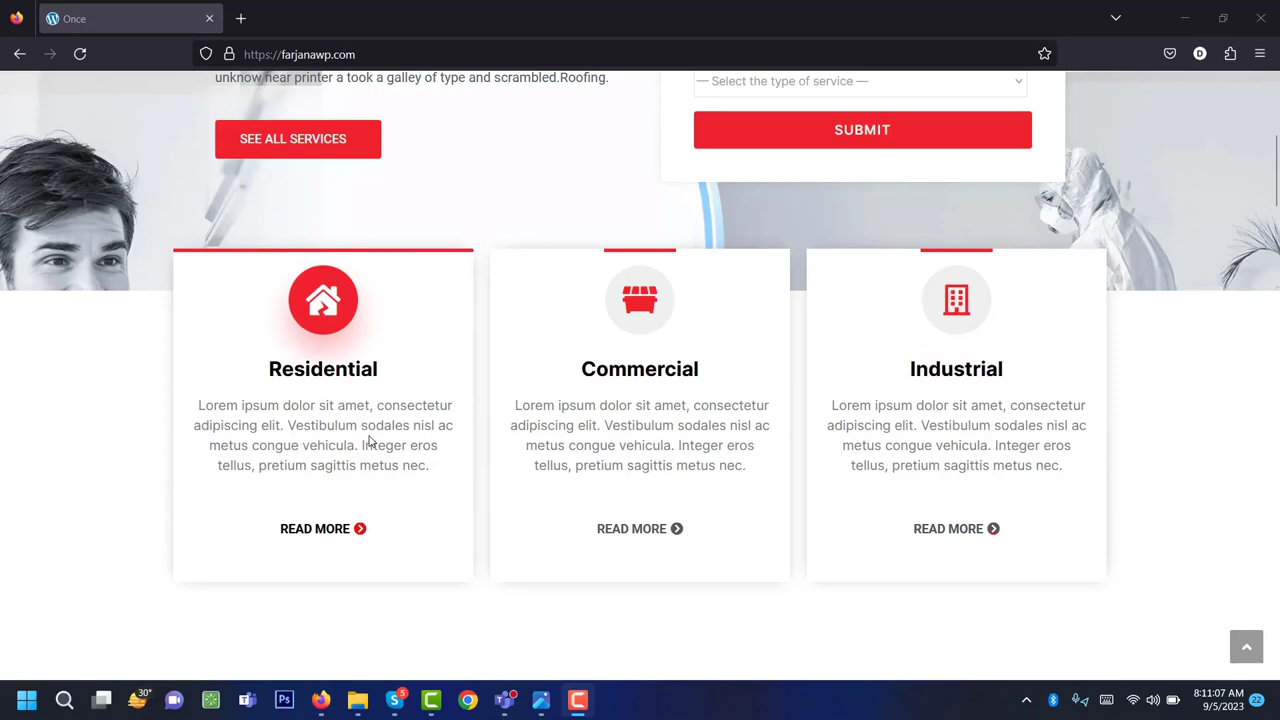 Once
https://farjanawp.com
unknow near printer a took a galley of type and scrambled.Roofing.
— Select the type of service —
SEE ALL SERVICES
SUBMIT
Residential
Lorem ipsum dolor sit amet, consectetur
adipiscing elit. Vestibulum sodales nisl ac
metus congue vehicula. Integer eros
tellus, pretium sagittis metus nec.
READ MORE
Commercial
Lorem ipsum dolor sit amet, consectetur
adipiscing elit. Vestibulum sodales nisl ac
metus congue vehicula. Integer eros
tellus, pretium sagittis metus nec.
READ MORE
Industrial
Lorem ipsum dolor sit amet, consectetur
adipiscing elit. Vestibulum sodales nisl ac
metus congue vehicula. Integer eros
tellus, pretium sagittis metus nec.
READ MORE
30°
Ps
5
8:11:07 AM
9/5/2023
22
D